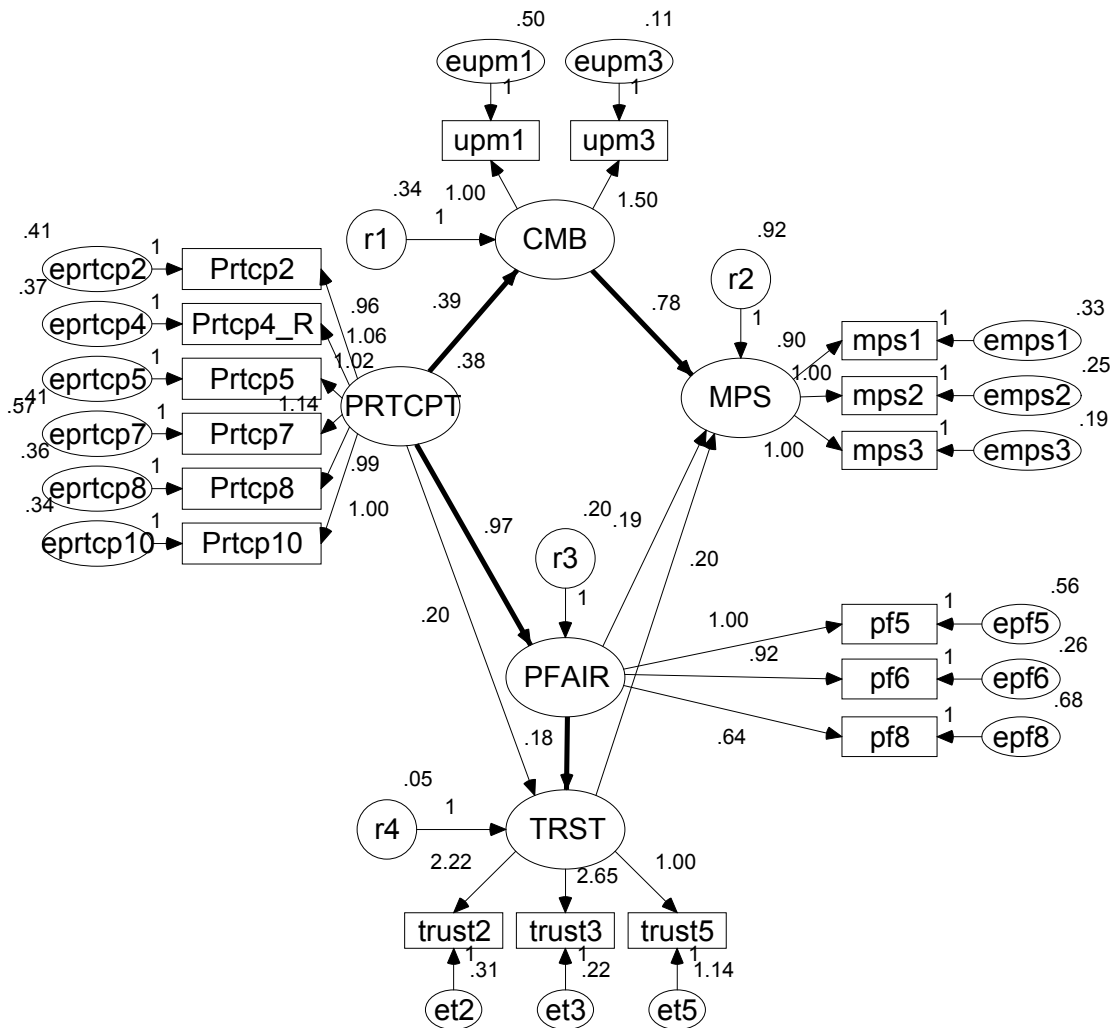 .50 .11
eupm1 eupm3
1 1
upm1 upm3
.34 1.00 1.50
r1 1 CMB
.92
r2
1
.41
eprtcp2 1 Prtcp2
.37
eprtcp4 1 Prtcp4_R
eprtcp5 1 Prtcp5
.41
.57
eprtcp7 1 Prtcp7
.36
eprtcp8 1 Prtcp8
.34
eprtcp10 1 Prtcp10
.96
1.06
1.02
1.14
.99
1.00
.39
.38
PRTCPT
.78
MPS
.90
1.00
1.00
mps1 1 emps1 .33
mps2 1 emps2 .25
mps3 1 emps3 .19
.97
.20 .19
r3
1
.20
.20
PFAIR
1.00
.92
.64
pf5 1 epf5 .56
pf6 1 epf6 .26
pf8 1 epf8 .68
.18
.05
r4 1 TRST
2.22 2.65 1.00
trust2 trust3 trust5
1 1 1
.31 .22 1.14
et2 et3 et5